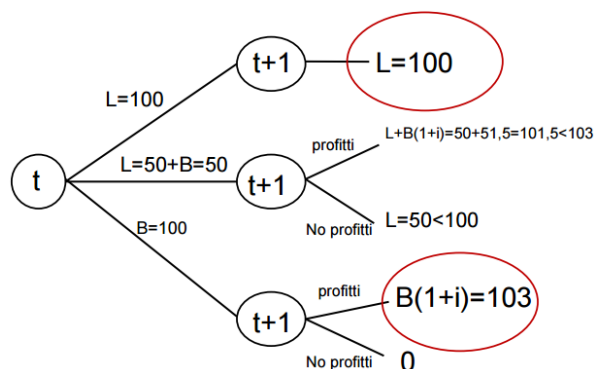 t+1
L=100
L=100
profitti
L+B(1+i)=50+51,5=101,5<103
t
L=50+B=50
t+1
No profitti
L=50<100
B=100
profitti
B(1+i)=103
t+1
No profitti
0